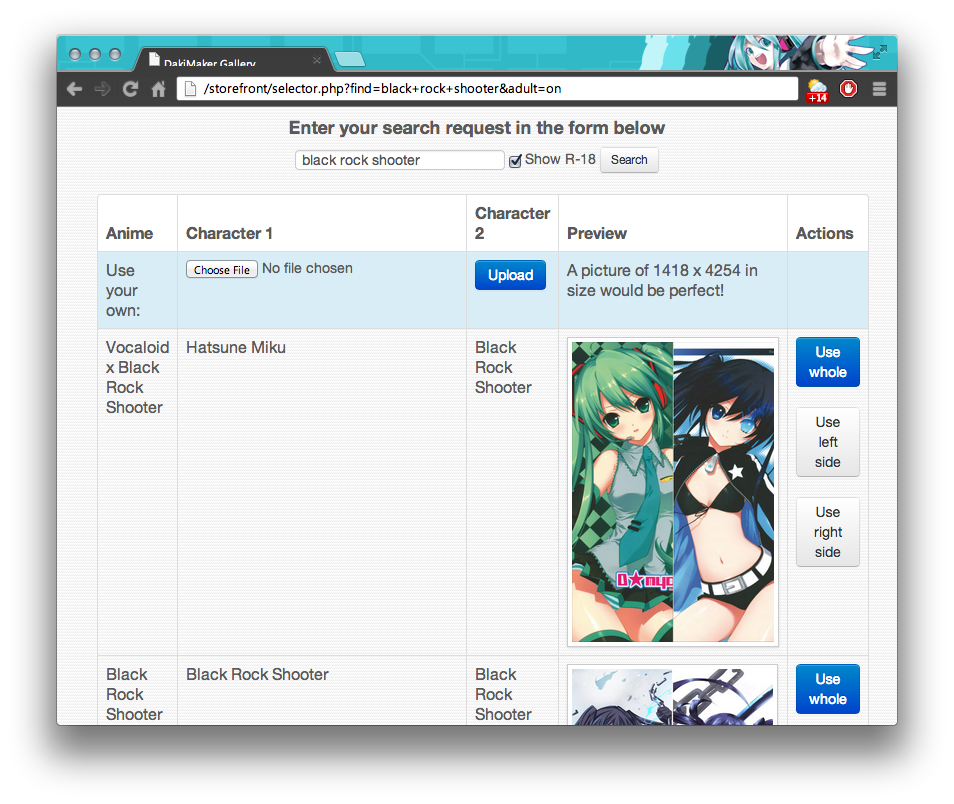 DakiMaker Gallery
/storefront/selector.php?find=black+rock+shooter&adult=on
+14
Enter your search request in the form below
black rock shooter
Show R-18
Search
Anime
Character 1
Character
2
Preview
Actions
Use
your
own:
Choose File
No file chosen
Upload
A picture of 1418 x 4254 in
size would be perfect!
Vocaloid
x Black
Rock
Shooter
Hatsune Miku
Black
Rock
Shooter
Use
whole
Use
left
side
Use
right
side
Black
Rock
Shooter
Black Rock Shooter
Black
Rock
Shooter
Use
whole